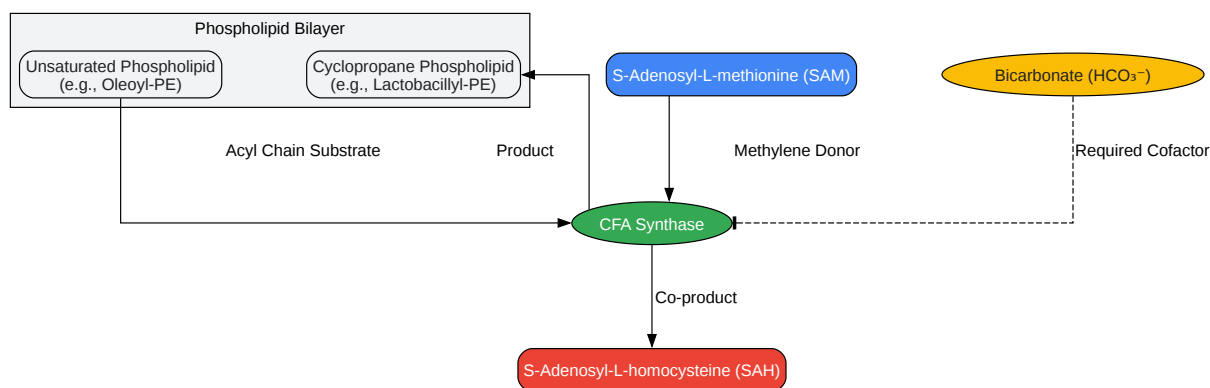 Phospholipid Bilayer
Unsaturated Phospholipid
(e.g., Oleoyl-PE)
Cyclopropane Phospholipid
(e.g., Lactobacillyl-PE)
S-Adenosyl-L-methionine (SAM)
Bicarbonate (HCO₃⁻)
Acyl Chain Substrate
Product
Methylene Donor
Required Cofactor
CFA Synthase
Co-product
S-Adenosyl-L-homocysteine (SAH)